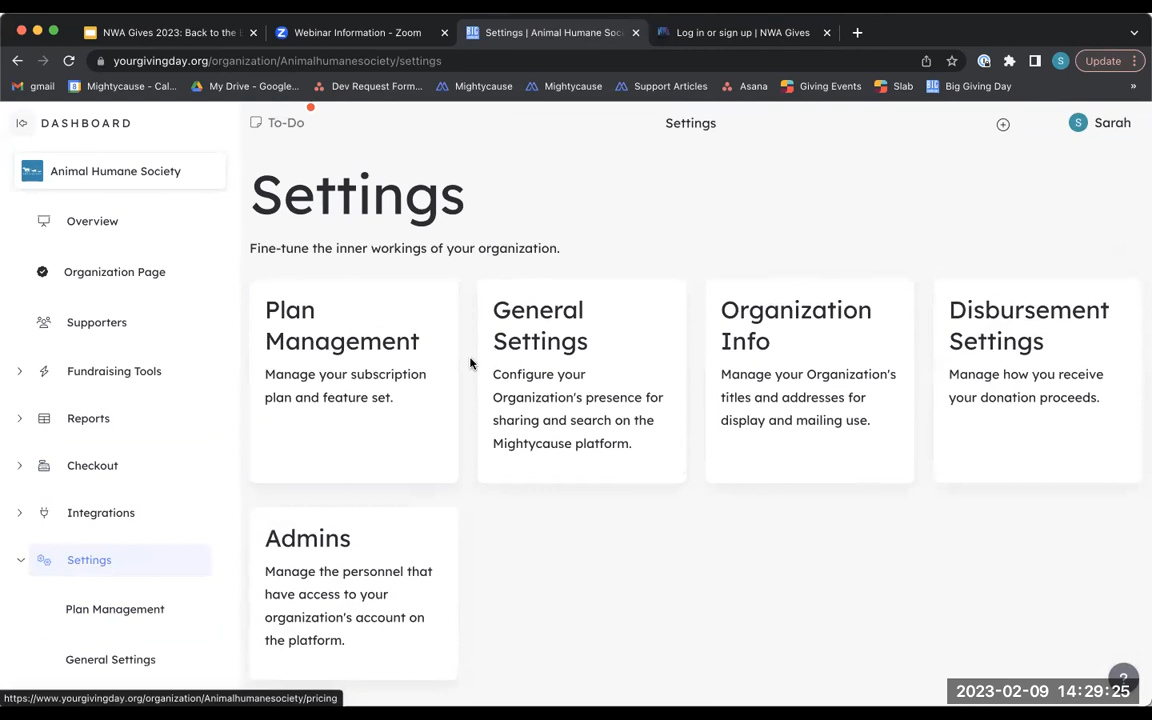 NWA Gives 2023: Back to the
Webinar Information - Zoom
Settings | Animal Humane Soc
Log in or sign up | NWA Gives
yourgivingday.org/organization/Animalhumanesociety/settings
S
Update
gmail
Mightycause - Cal...
My Drive - Google...
Dev Request Form...
Mightycause
Mightycause
Support Articles
Asana
Giving Events
Slab
Big Giving Day
»
DASHBOARD
To-Do
Settings
S
Sarah
Animal Humane Society
Overview
Organization Page
Supporters
Fundraising Tools
Reports
Checkout
Integrations
Settings
Plan Management
General Settings
Settings
Fine-tune the inner workings of your organization.
Plan
Management
Manage your subscription
plan and feature set.
General
Settings
Configure your
Organization's presence for
sharing and search on the
Mightycause platform.
Organization
Info
Manage your Organization's
titles and addresses for
display and mailing use.
Disbursement
Settings
Manage how you receive
your donation proceeds.
Admins
Manage the personnel that
have access to your
organization's account on
the platform.
?
https://www.yourgivingday.org/organization/Animalhumanesociety/pricing
2023-02-09 14:29:25